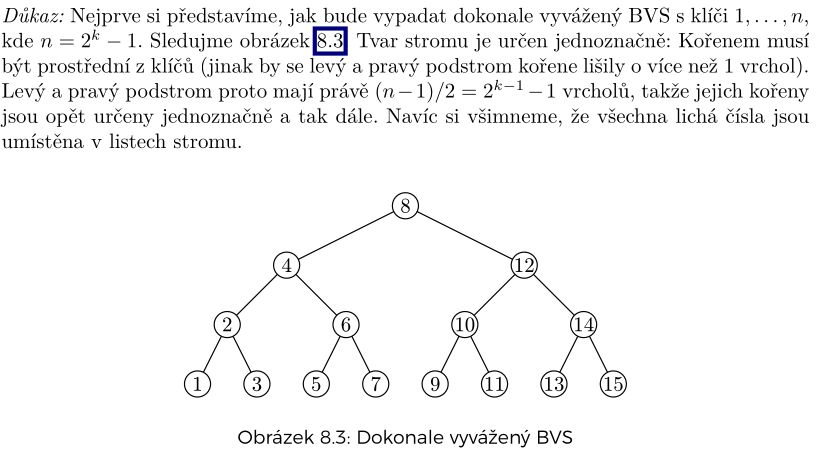 Důkaz: Nejprve si představíme, jak bude vypadat dokonale vyvážený BVS s klíči 1, . . . , n,
kde n = 2^k − 1. Sledujme obrázek 8.3. Tvar stromu je určen jednoznačně: Kořenem musí
být prostřední z klíčů (jinak by se levý a pravý podstrom kořene lišily o více než 1 vrchol).
Levý a pravý podstrom proto mají právě (n−1)/2 = 2^{k−1} −1 vrcholů, takže jejich kořeny
jsou opět určeny jednoznačně a tak dále. Navíc si všimneme, že všechna lichá čísla jsou
umístěna v listech stromu.
8
4 12
2 6 10 14
1 3 5 7 9 11 13 15
Obrázek 8.3: Dokonale vyvážený BVS